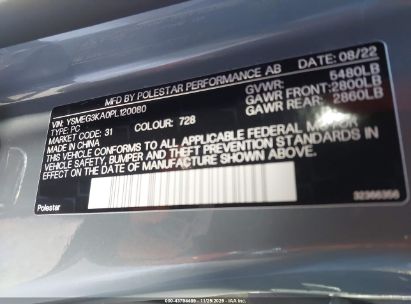 MFD BY POLESTAR PERFORMANCE AB DATE: 08/22
VIN: YSMEG3KA0PL120080 GVWR: 5480LB
TYPE: PC GAWR FRONT: 2800LB
MARKET CODE: 31 COLOUR: 728 GAWR REAR: 2860LB
MADE IN CHINA
THIS VEHICLE CONFORMS TO ALL APPLICABLE FEDERAL MOTOR
VEHICLE SAFETY, BUMPER AND THEFT PREVENTION STANDARDS IN
EFFECT ON THE DATE OF MANUFACTURE SHOWN ABOVE.
Polestar 32366356